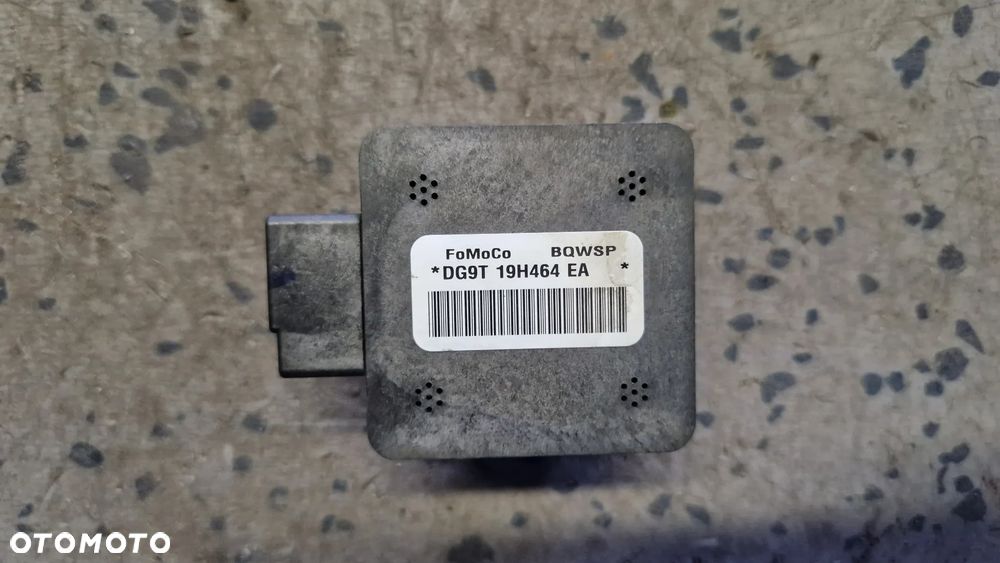 FoMoCo BQWSP
*DG9T 19H464 EA *
OTOMOTO